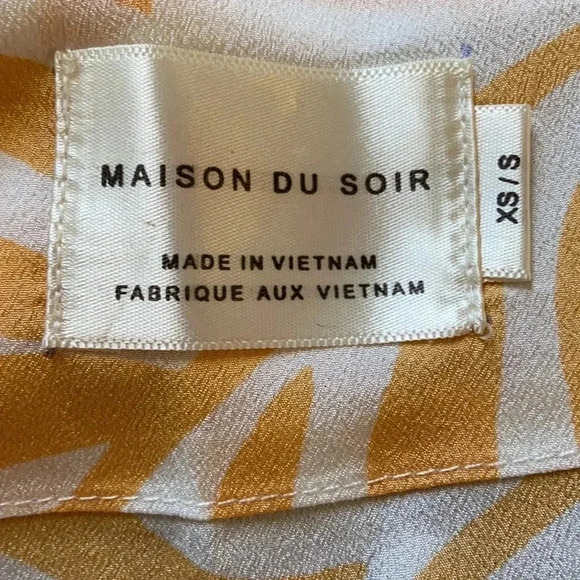 MAISON DU SOIR
MADE IN VIETNAM
FABRIQUE AUX VIETNAM
XS / S